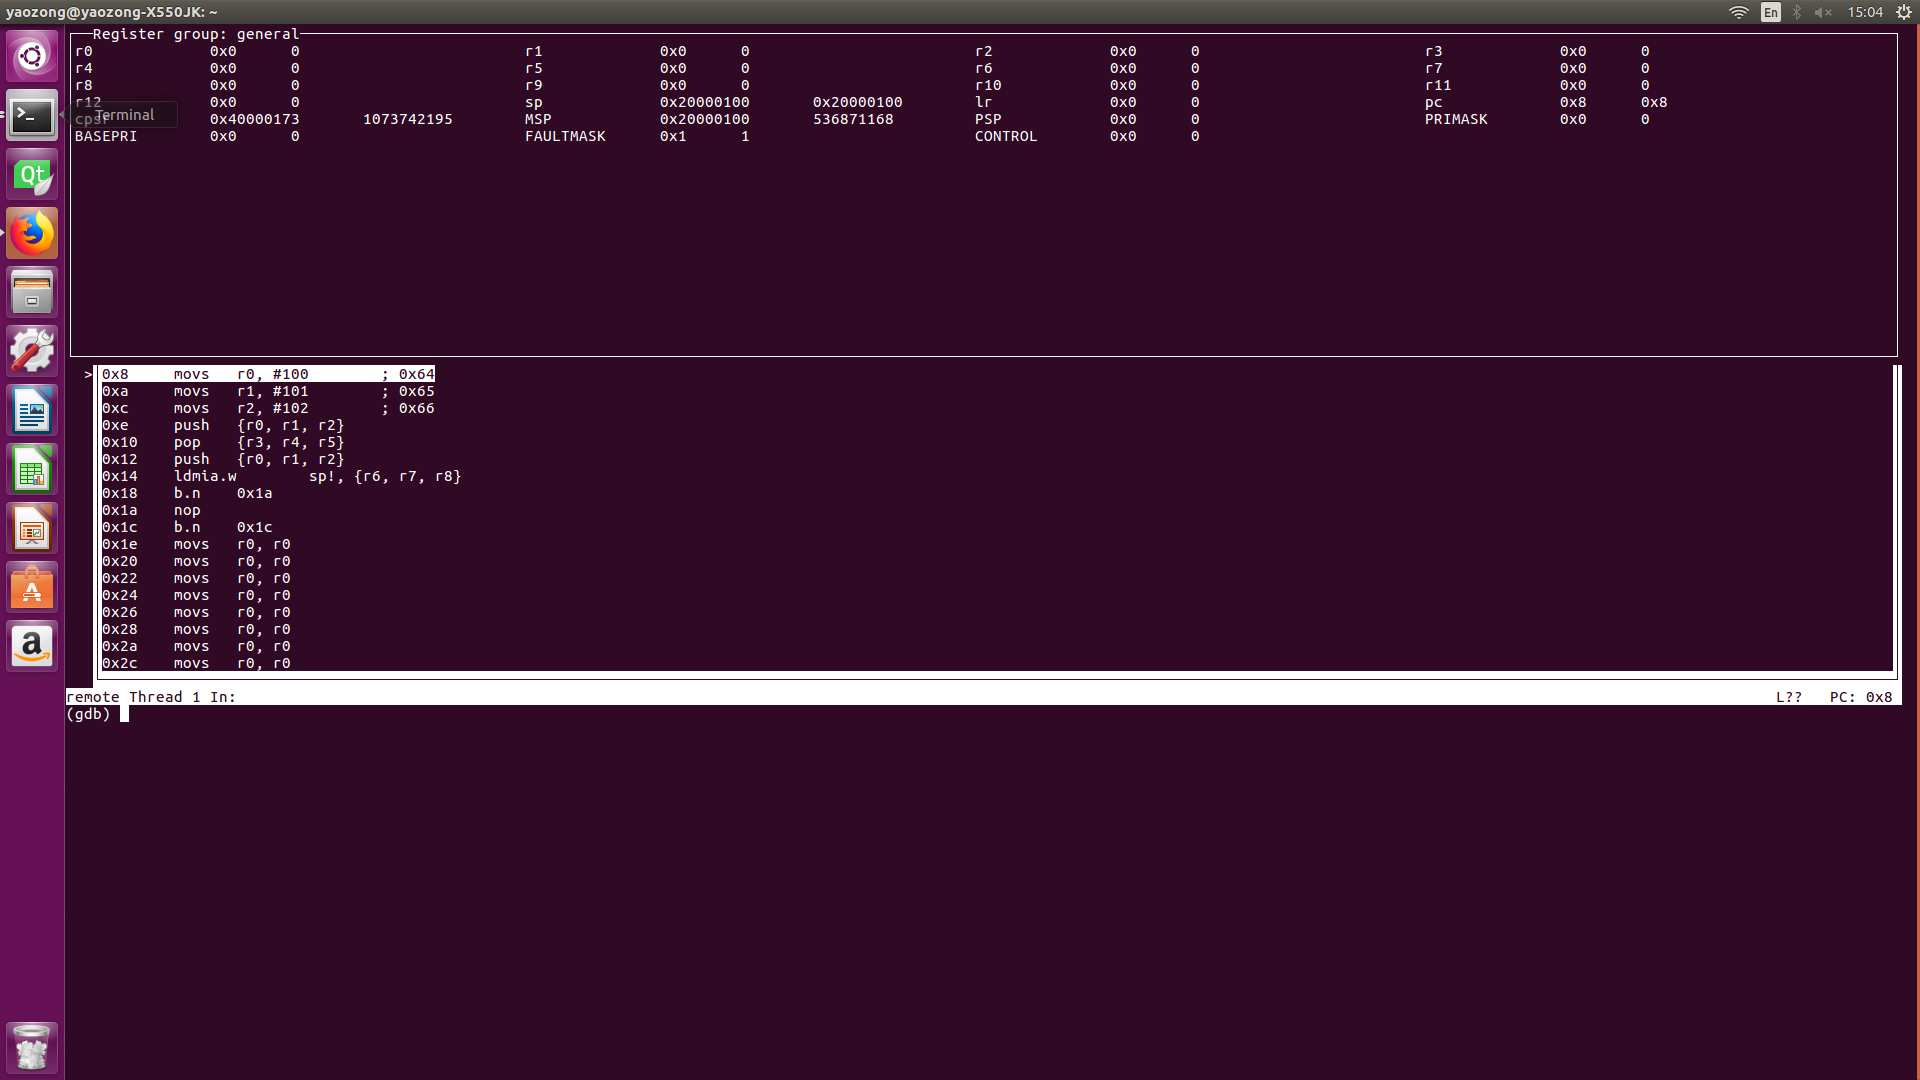 yaozong@yaozong-X550JK: ~ En 15:04
Register group: general
r0 0x0 0 r1 0x0 0 r2 0x0 0 r3 0x0 0
r4 0x0 0 r5 0x0 0 r6 0x0 0 r7 0x0 0
r8 0x0 0 r9 0x0 0 r10 0x0 0 r11 0x0 0
r12 0x0 0 sp 0x20000100 0x20000100 lr 0x0 0 pc 0x8 0x8
Terminal
cpsr 0x40000173 1073742195 MSP 0x20000100 536871168 PSP 0x0 0 PRIMASK 0x0 0
BASEPRI 0x0 0 FAULTMASK 0x1 1 CONTROL 0x0 0
Qt
>0x8 movs r0, #100 ; 0x64
0xa movs r1, #101 ; 0x65
0xc movs r2, #102 ; 0x66
0xe push {r0, r1, r2}
0x10 pop {r3, r4, r5}
0x12 push {r0, r1, r2}
0x14 ldmia.w sp!, {r6, r7, r8}
0x18 b.n 0x1a
0x1a nop
0x1c b.n 0x1c
0x1e movs r0, r0
0x20 movs r0, r0
0x22 movs r0, r0
0x24 movs r0, r0
0x26 movs r0, r0
0x28 movs r0, r0
0x2a movs r0, r0
0x2c movs r0, r0
remote Thread 1 In: L?? PC: 0x8
(gdb)